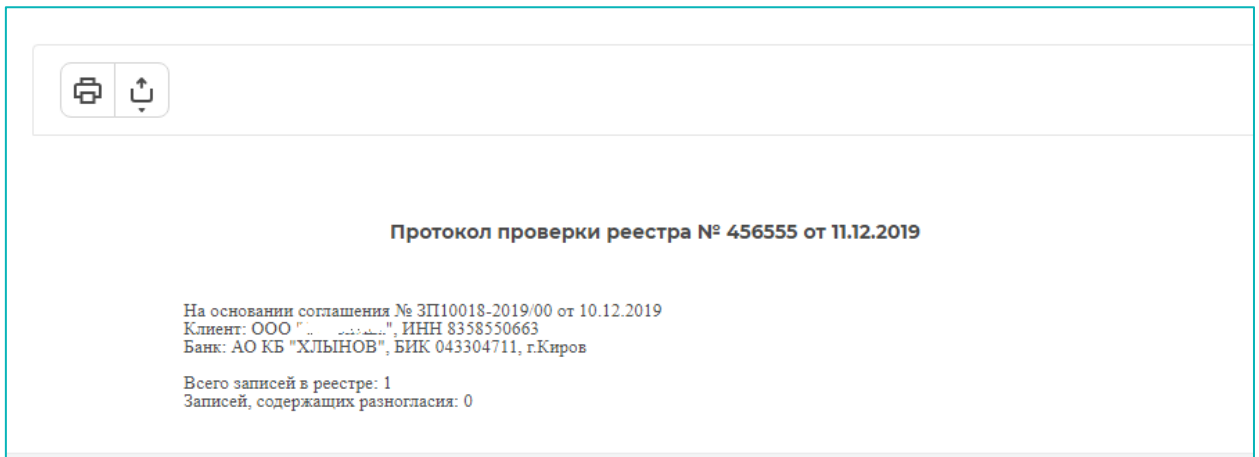 Протокол проверки реестра № 456555 от 11.12.2019
На основании соглашения № ЗП10018-2019/00 от 10.12.2019
Клиент: ООО " ", ИНН 8358550663
Банк: АО КБ "ХЛЫНОВ", БИК 043304711, г.Киров
Всего записей в реестре: 1
Записей, содержащих разногласия: 0